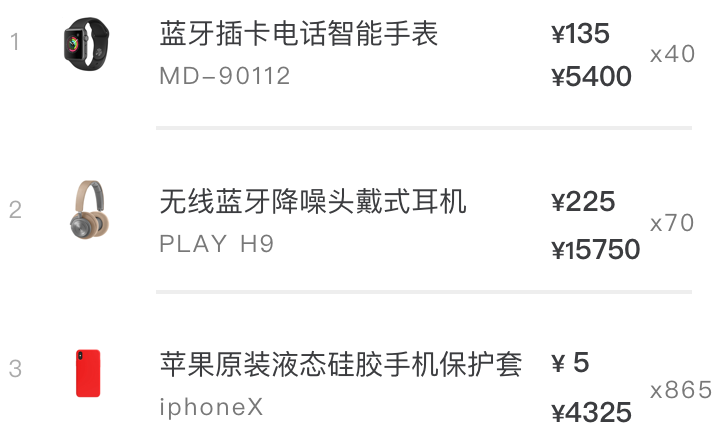 1
蓝牙插卡电话智能手表
¥135
x40
MD-90112
¥5400
2
无线蓝牙降噪头戴式耳机
¥225
x70
PLAY H9
¥15750
3
苹果原装液态硅胶手机保护套
¥ 5
x865
iphoneX
¥4325